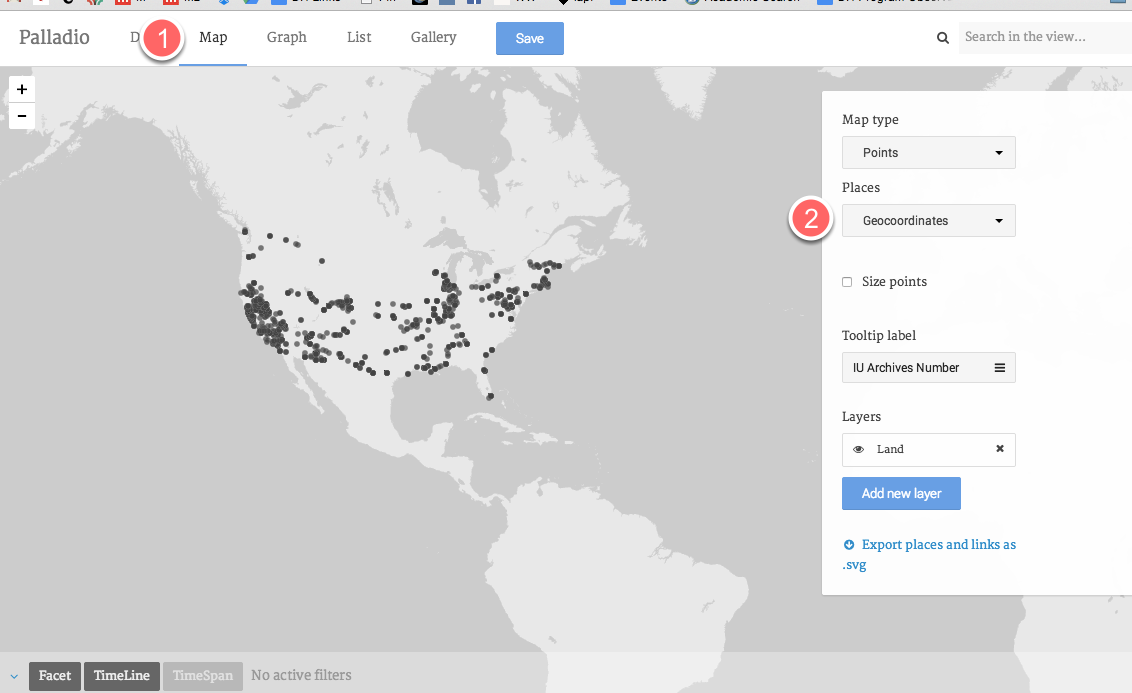 Palladio
D
1
Map
Graph
List
Gallery
Save
Search in the view...
+
−
Map type
Points
Places
2
Geocoordinates
Size points
Tooltip label
IU Archives Number
Layers
Land
Add new layer
Export places and links as
.svg
Facet
TimeLine
TimeSpan
No active filters